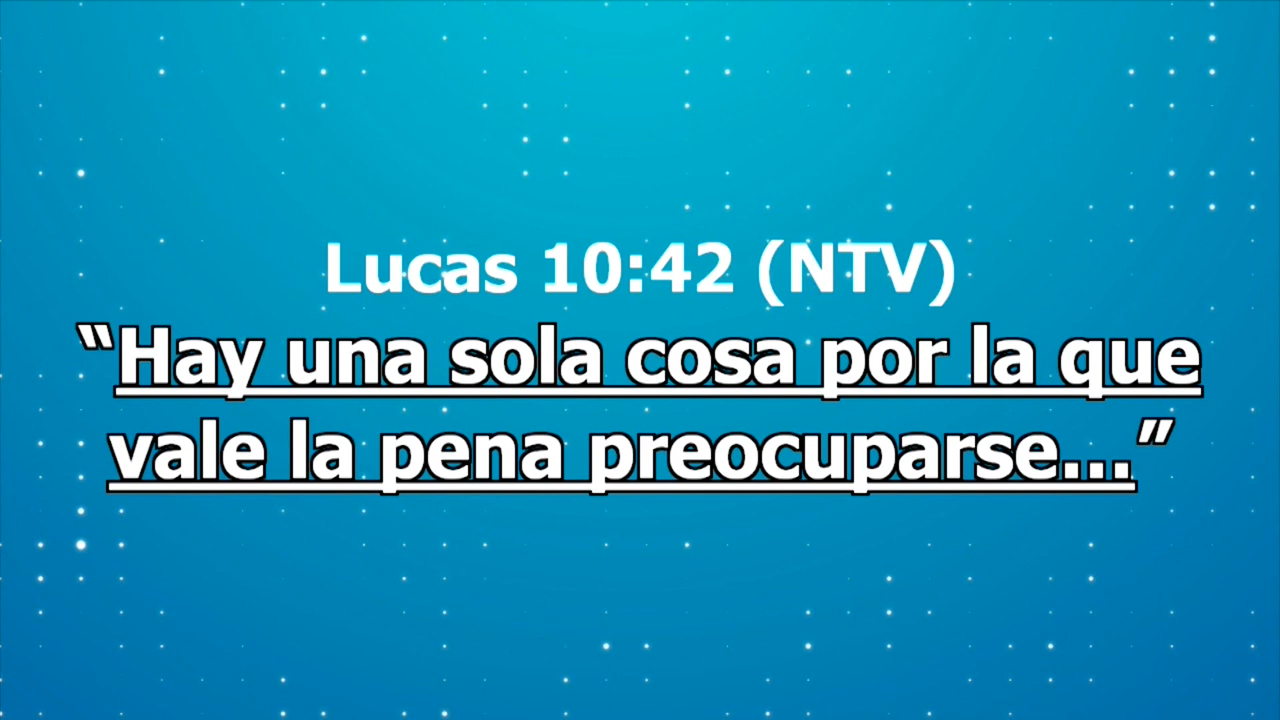 Lucas 10:42 (NTV)
“Hay una sola cosa por la que
vale la pena preocuparse...”